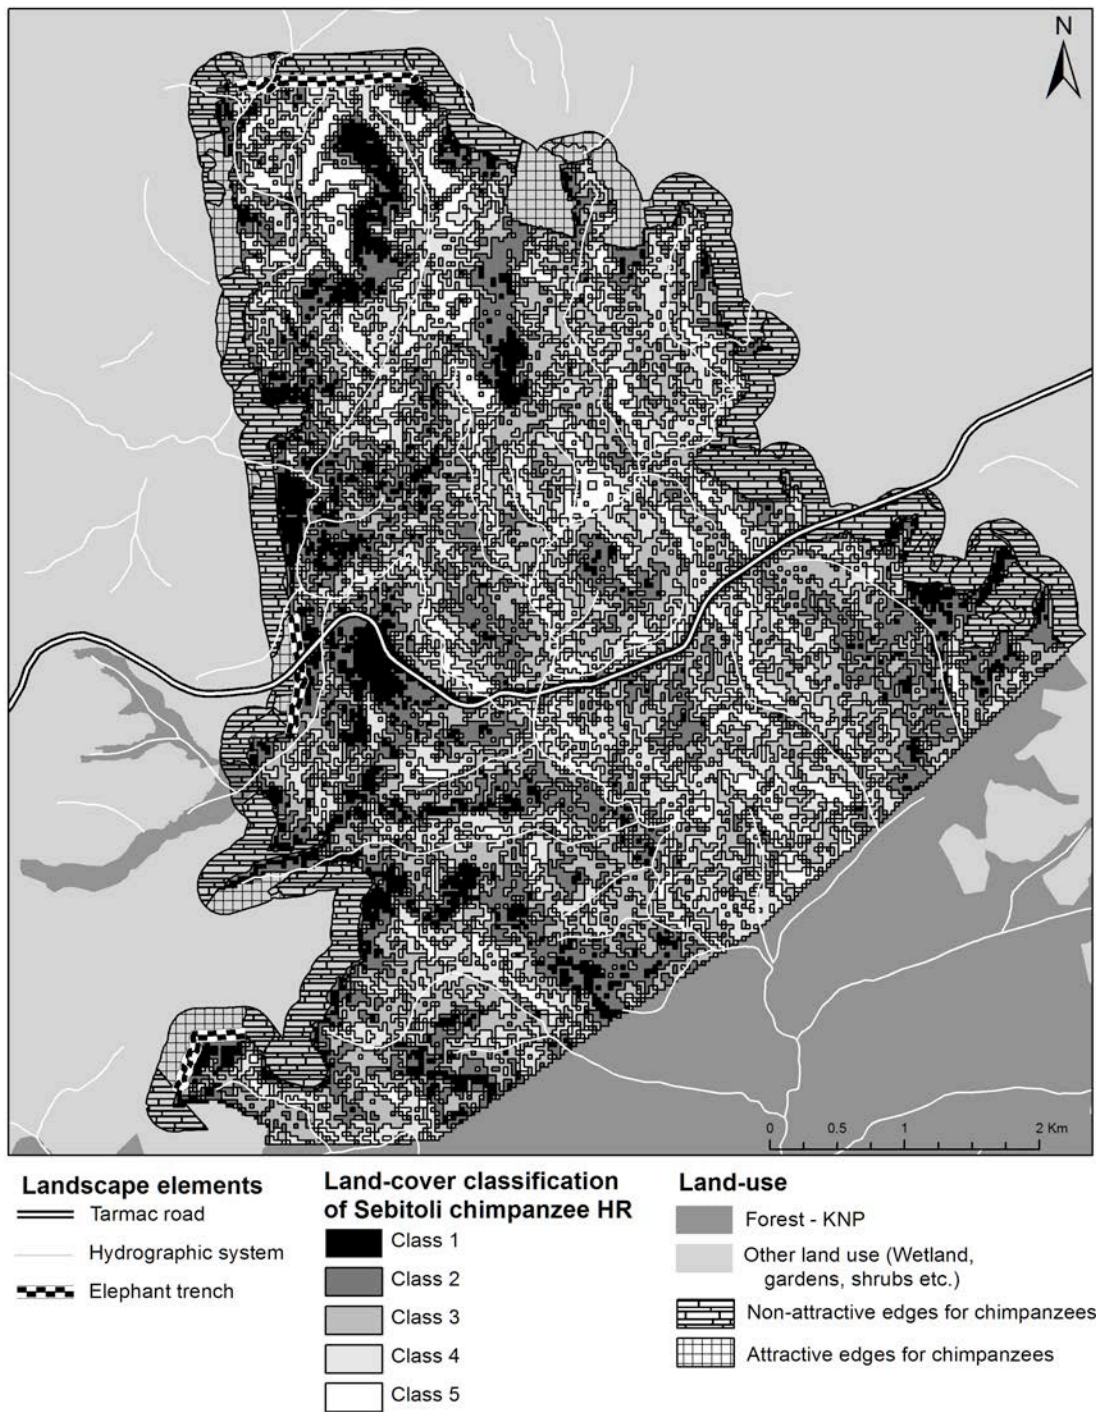 N
0 0.5 1 2 Km
Landscape elements
Tarmac road
Hydrographic system
Elephant trench
Land-cover classification
of Sebitoli chimpanzee HR
Class 1
Class 2
Class 3
Class 4
Class 5
Land-use
Forest - KNP
Other land use (Wetland,
gardens, shrubs etc.)
Non-attractive edges for chimpanzees
Attractive edges for chimpanzees